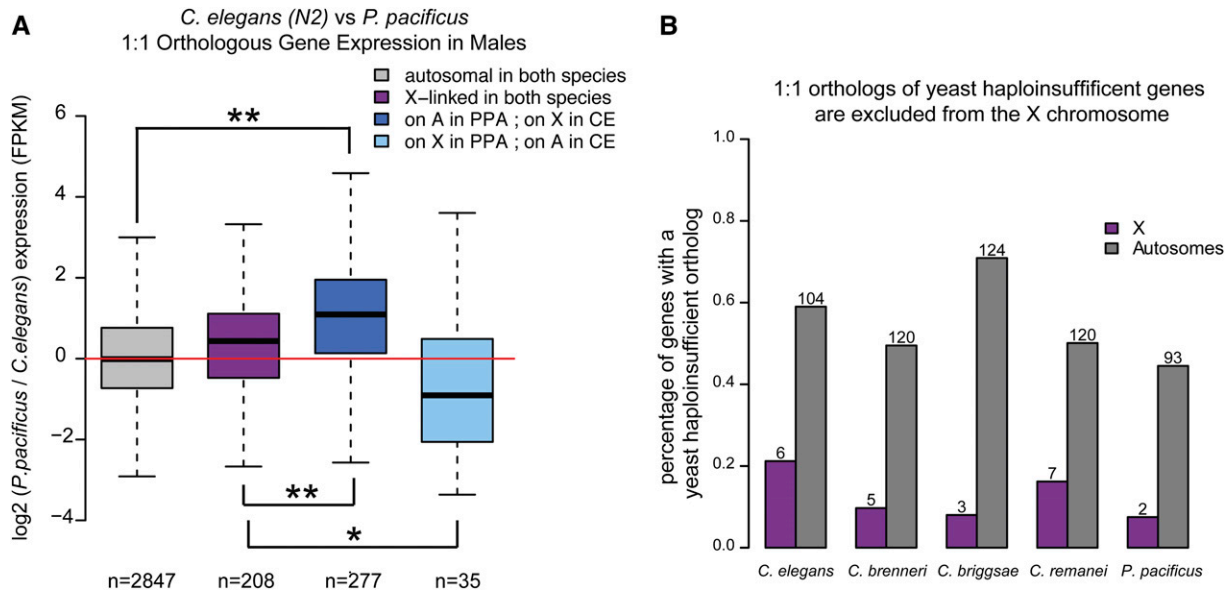 A
C. elegans (N2) vs P. pacificus
1:1 Orthologous Gene Expression in Males
autosomal in both species
X-linked in both species
on A in PPA ; on X in CE
on X in PPA ; on A in CE
log2 (P.pacificus / C.elegans) expression (FPKM)
6
4
2
0
−2
−4
**
**
*
n=2847
n=208
n=277
n=35
B
1:1 orthologs of yeast haploinsuffificent genes
are excluded from the X chromosome
percentage of genes with a
yeast haploinsufficient ortholog
1.0
0.8
0.6
0.4
0.2
0.0
X
Autosomes
6
104
5
120
3
124
7
120
2
93
C. elegans
C. brenneri
C. briggsae
C. remanei
P. pacificus